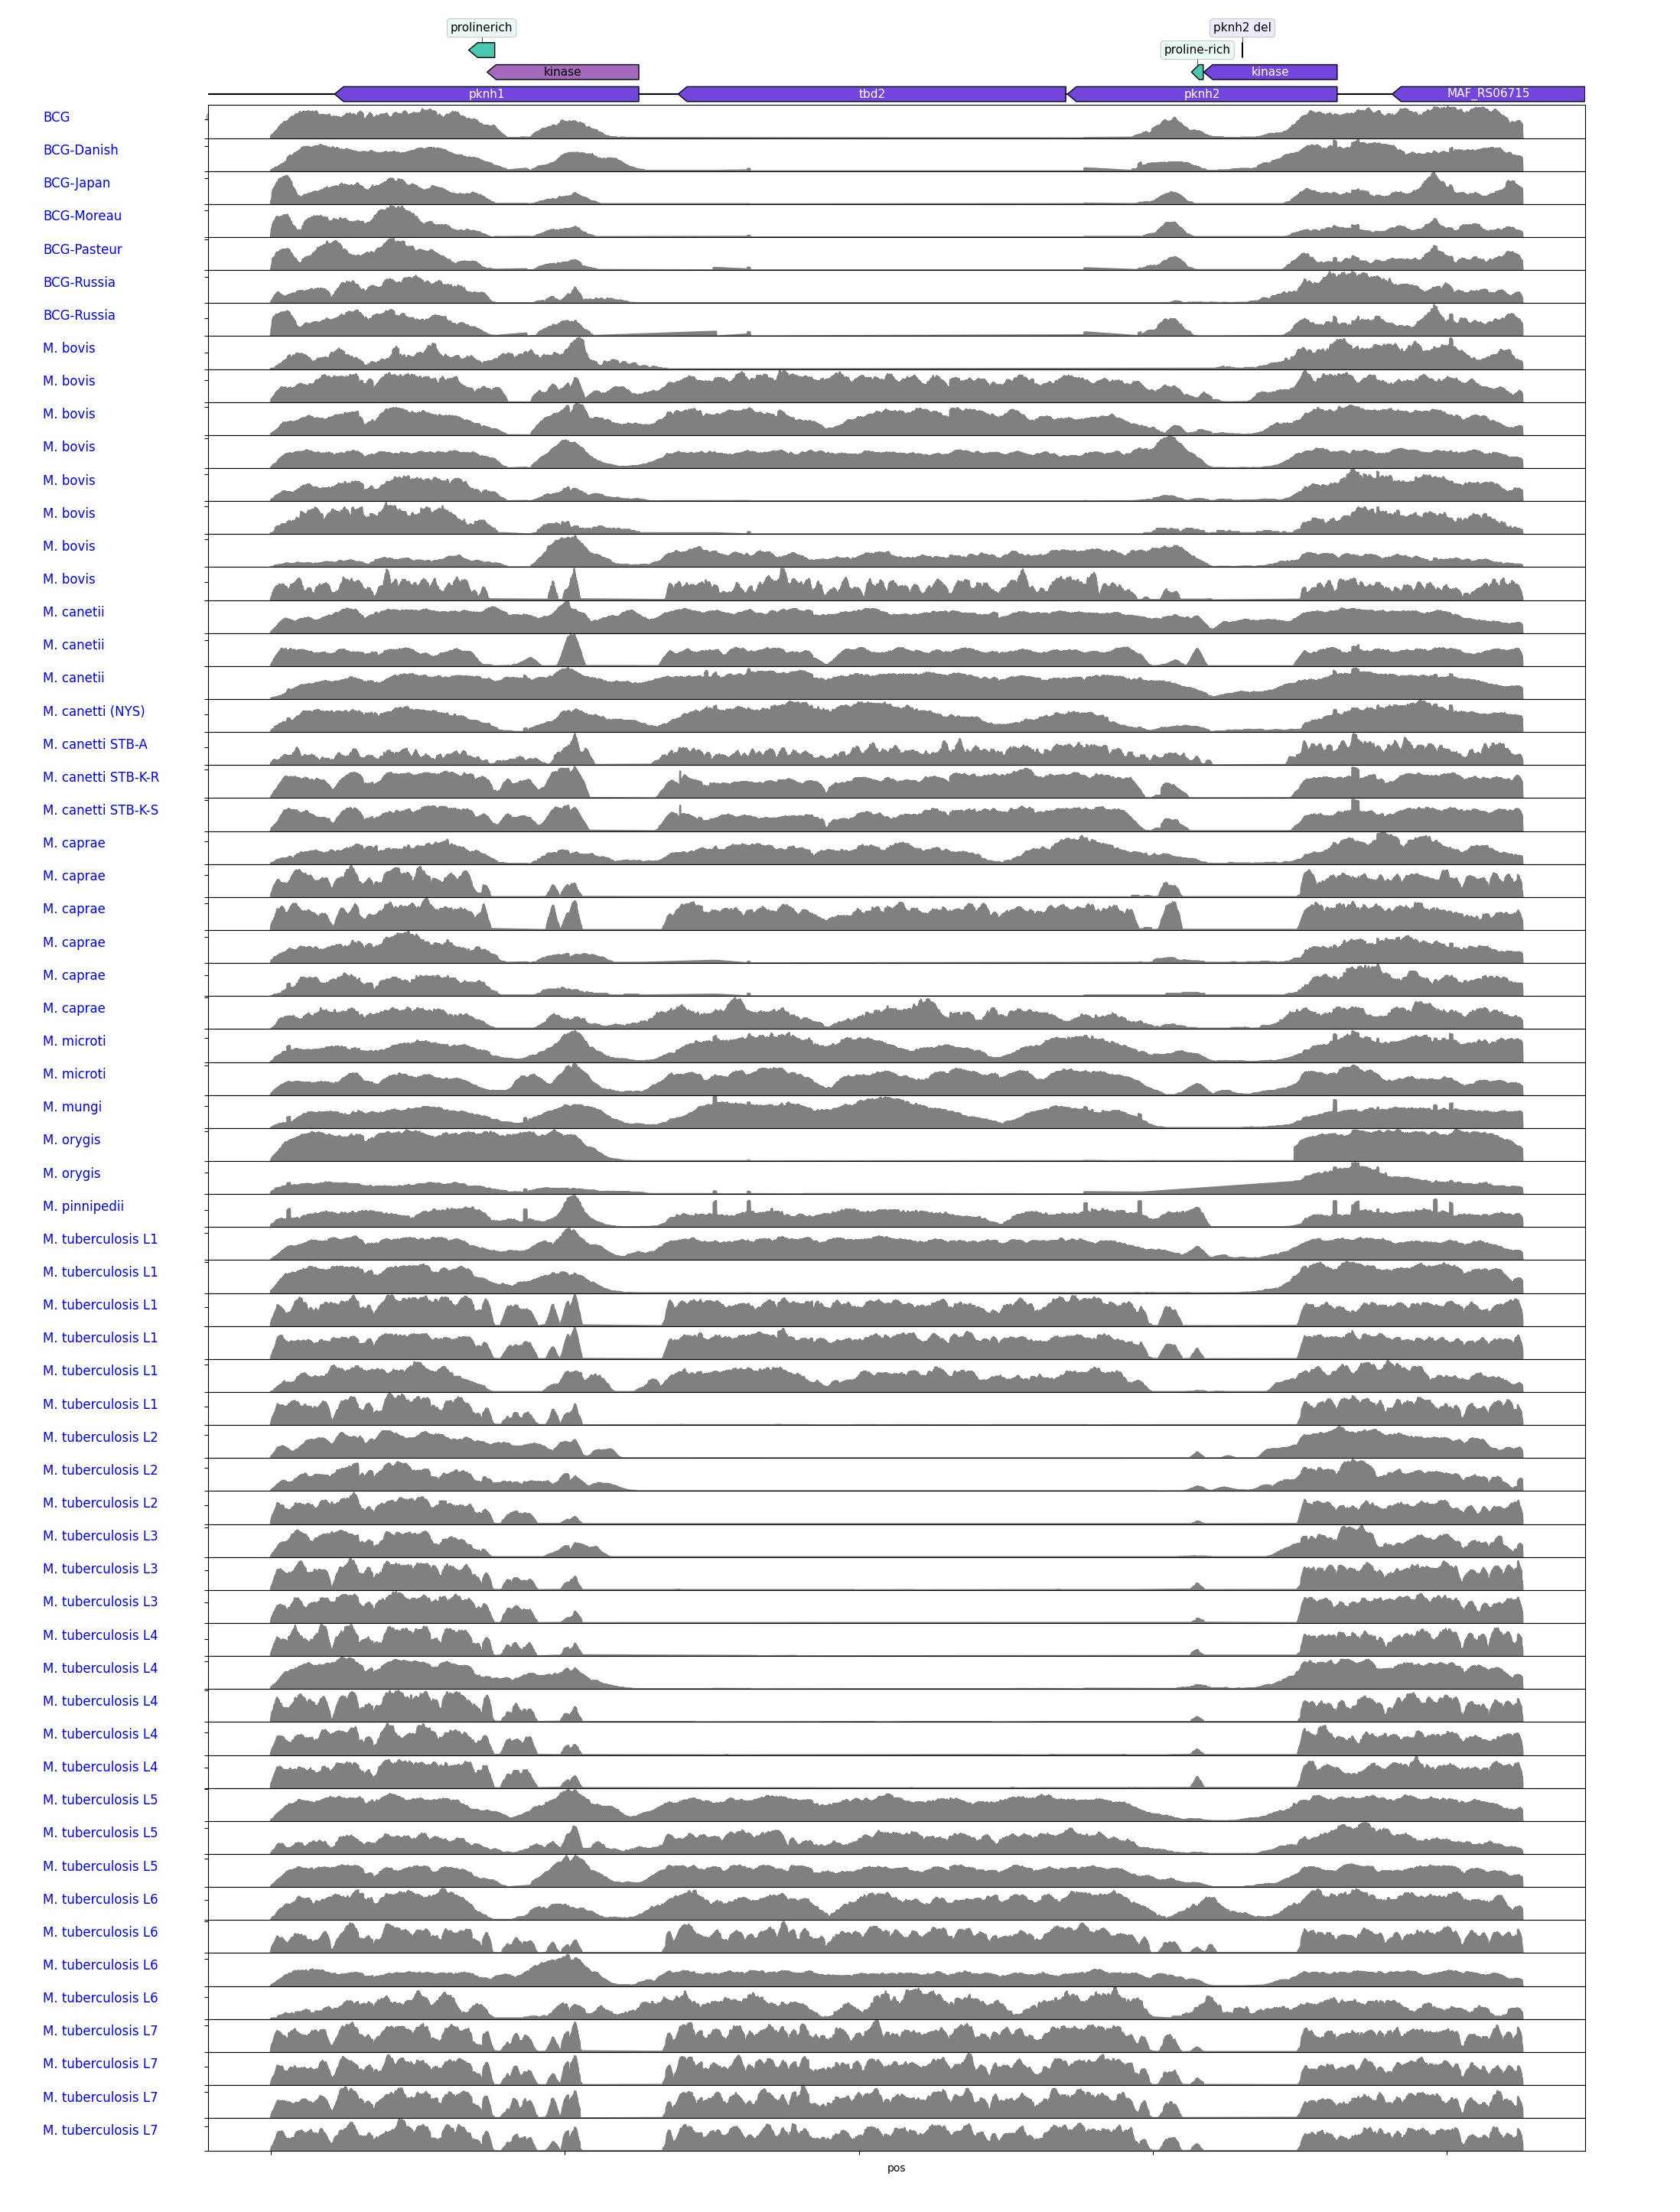 prolinerich
pknh2 del
proline-rich
kinase
kinase
pknh1
tbd2
pknh2
MAF_RS06715
BCG
BCG-Danish
BCG-Japan
BCG-Moreau
BCG-Pasteur
BCG-Russia
BCG-Russia
M. bovis
M. bovis
M. bovis
M. bovis
M. bovis
M. bovis
M. bovis
M. bovis
M. canetii
M. canetii
M. canetii
M. canetti (NYS)
M. canetti STB-A
M. canetti STB-K-R
M. canetti STB-K-S
M. caprae
M. caprae
M. caprae
M. caprae
M. caprae
M. caprae
M. microti
M. microti
M. mungi
M. orygis
M. orygis
M. pinnipedii
M. tuberculosis L1
M. tuberculosis L1
M. tuberculosis L1
M. tuberculosis L1
M. tuberculosis L1
M. tuberculosis L1
M. tuberculosis L2
M. tuberculosis L2
M. tuberculosis L2
M. tuberculosis L3
M. tuberculosis L3
M. tuberculosis L3
M. tuberculosis L4
M. tuberculosis L4
M. tuberculosis L4
M. tuberculosis L4
M. tuberculosis L4
M. tuberculosis L5
M. tuberculosis L5
M. tuberculosis L5
M. tuberculosis L6
M. tuberculosis L6
M. tuberculosis L6
M. tuberculosis L6
M. tuberculosis L7
M. tuberculosis L7
M. tuberculosis L7
M. tuberculosis L7
pos